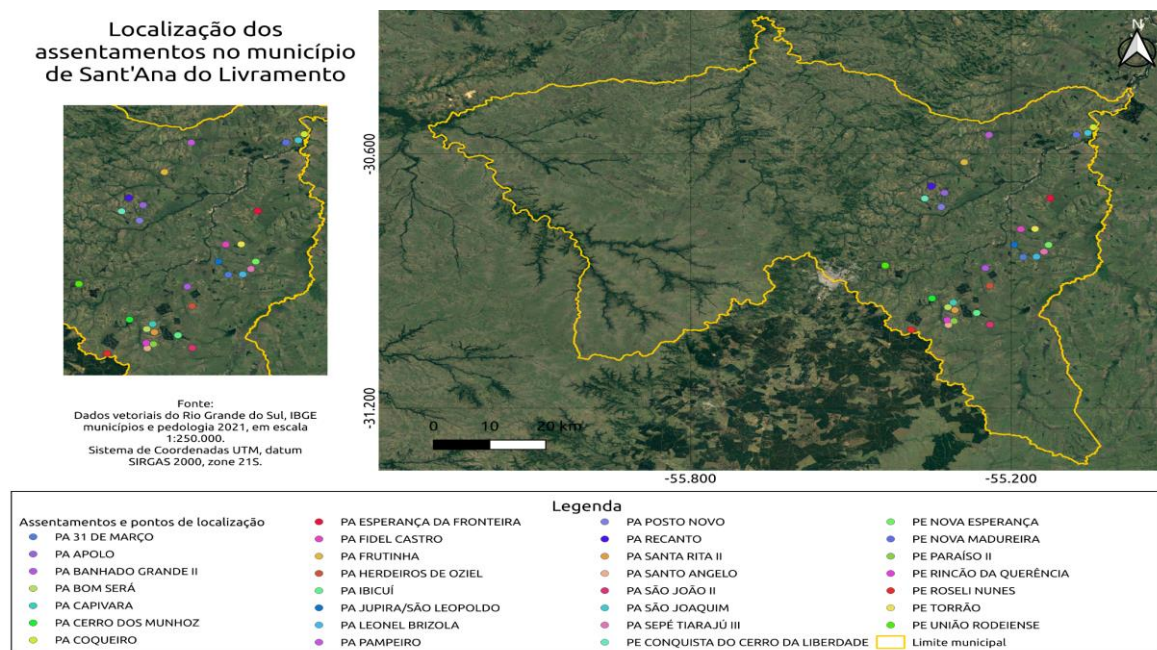 Localização dos
assentamentos no município
de Sant'Ana do Livramento
Fonte:
Dados vetoriais do Rio Grande do Sul, IBGE
municípios e pedologia 2021, em escala
1:250.000.
Sistema de Coordenadas UTM, datum
SIRGAS 2000, zone 21S.
N
-30.600
-31.200
0 10 20 km
-55.800
-55.200
Legenda
Assentamentos e pontos de localização
PA 31 DE MARÇO
PA APOLO
PA BANHADO GRANDE II
PA BOM SERÁ
PA CAPIVARA
PA CERRO DOS MUNHOZ
PA COQUEIRO
PA ESPERANÇA DA FRONTEIRA
PA FIDEL CASTRO
PA FRUTINHA
PA HERDEIROS DE OZIEL
PA IBICUÍ
PA JUPIRA/SÃO LEOPOLDO
PA LEONEL BRIZOLA
PA PAMPEIRO
PA POSTO NOVO
PA RECANTO
PA SANTA RITA II
PA SANTO ANGELO
PA SÃO JOÃO II
PA SÃO JOAQUIM
PA SEPÉ TIARAJÚ III
PE CONQUISTA DO CERRO DA LIBERDADE
PE NOVA ESPERANÇA
PE NOVA MADUREIRA
PE PARAÍSO II
PE RINCÃO DA QUERÊNCIA
PE ROSELI NUNES
PE TORRÃO
PE UNIÃO RODEIENSE
Limite municipal